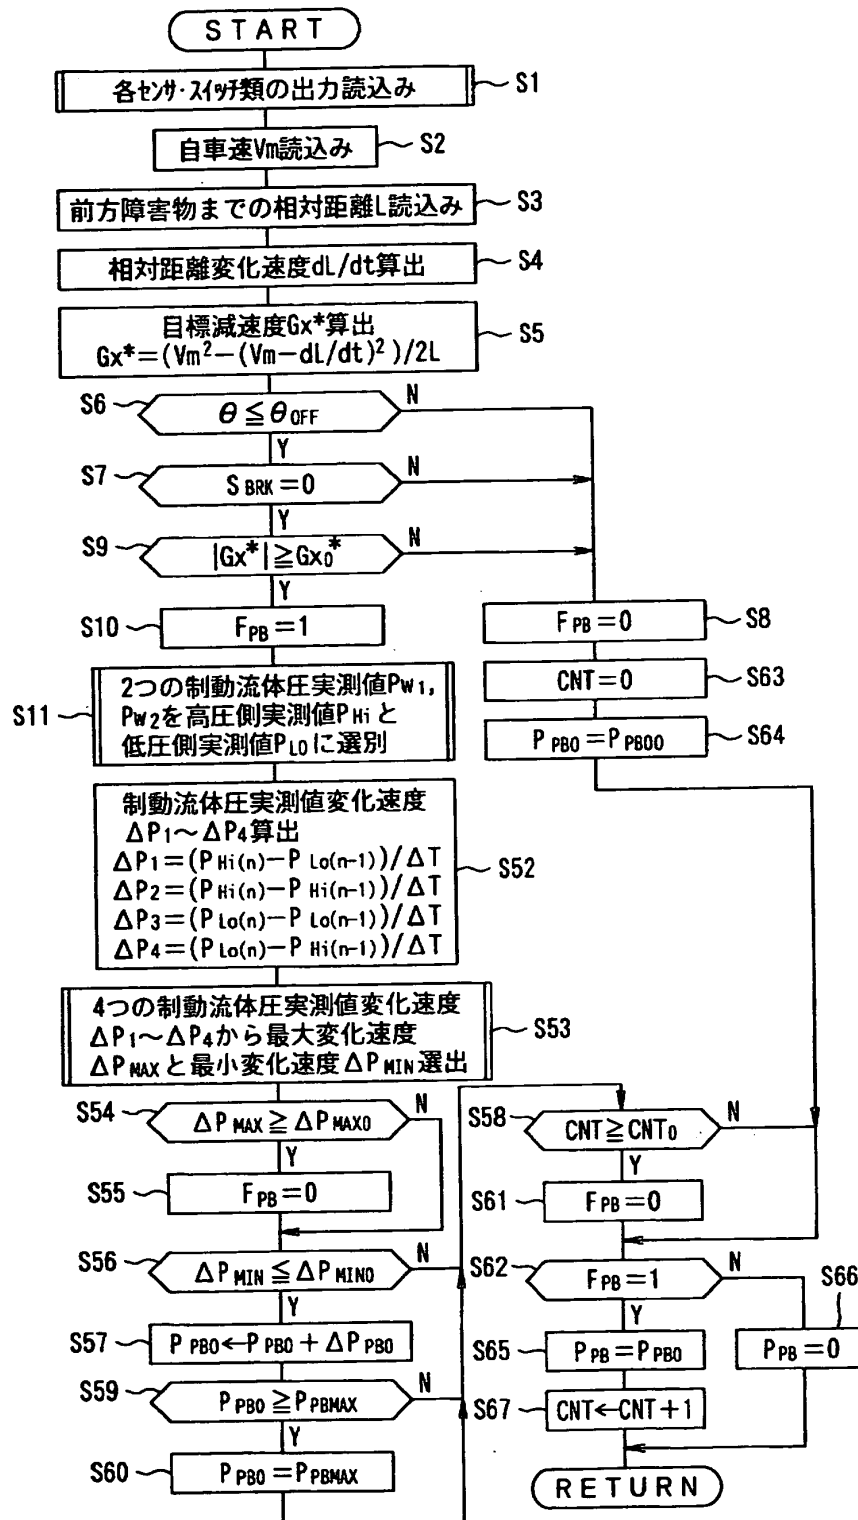 START
各センサ・スイッチ類の出力読込み
S1
自車速Vm読込み
S2
前方障害物までの相対距離L読込み
S3
相対距離変化速度dL/dt算出
S4
目標減速度Gx*算出
Gx*=(Vm²−(Vm−dL/dt)²)/2L
S5
S6
θ≦θOFF
N
Y
S7
SBRK=0
N
Y
S9
|Gx*|≧Gx0*
N
Y
S10
FPB=1
FPB=0
S8
CNT=0
S63
PPB0=PPB00
S64
S11
2つの制動流体圧実測値PW1,
PW2を高圧側実測値PHiと
低圧側実測値PLOに選別
制動流体圧実測値変化速度
ΔP1〜ΔP4算出
ΔP1=(PHi(n)−PLo(n-1))/ΔT
ΔP2=(PHi(n)−PHi(n-1))/ΔT
ΔP3=(PLo(n)−PLo(n-1))/ΔT
ΔP4=(PLo(n)−PHi(n-1))/ΔT
S52
4つの制動流体圧実測値変化速度
ΔP1〜ΔP4から最大変化速度
ΔPMAXと最小変化速度ΔPMIN選出
S53
S54
ΔPMAX≧ΔPMAX0
N
Y
S55
FPB=0
S56
ΔPMIN≦ΔPMIN0
N
Y
S57
PPB0←PPB0+ΔPPB0
S59
PPB0≧PPBMAX
N
Y
S60
PPB0=PPBMAX
S58
CNT≧CNT0
N
Y
S61
FPB=0
S62
FPB=1
N
Y
S66
S65
PPB=PPB0
PPB=0
S67
CNT←CNT+1
RETURN